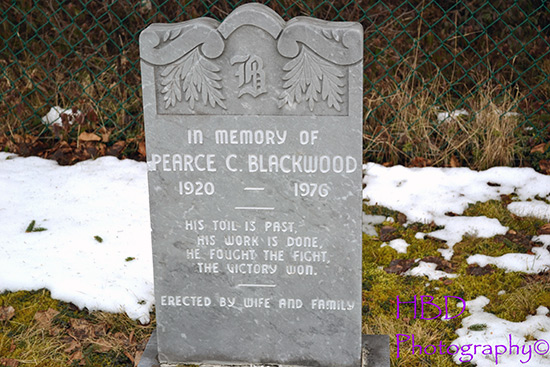 B
IN MEMORY OF
PEARCE C. BLACKWOOD
1920 — 1976
HIS TOIL IS PAST,
HIS WORK IS DONE,
HE FOUGHT THE FIGHT,
THE VICTORY WON.
ERECTED BY WIFE AND FAMILY
HBD
Photography©